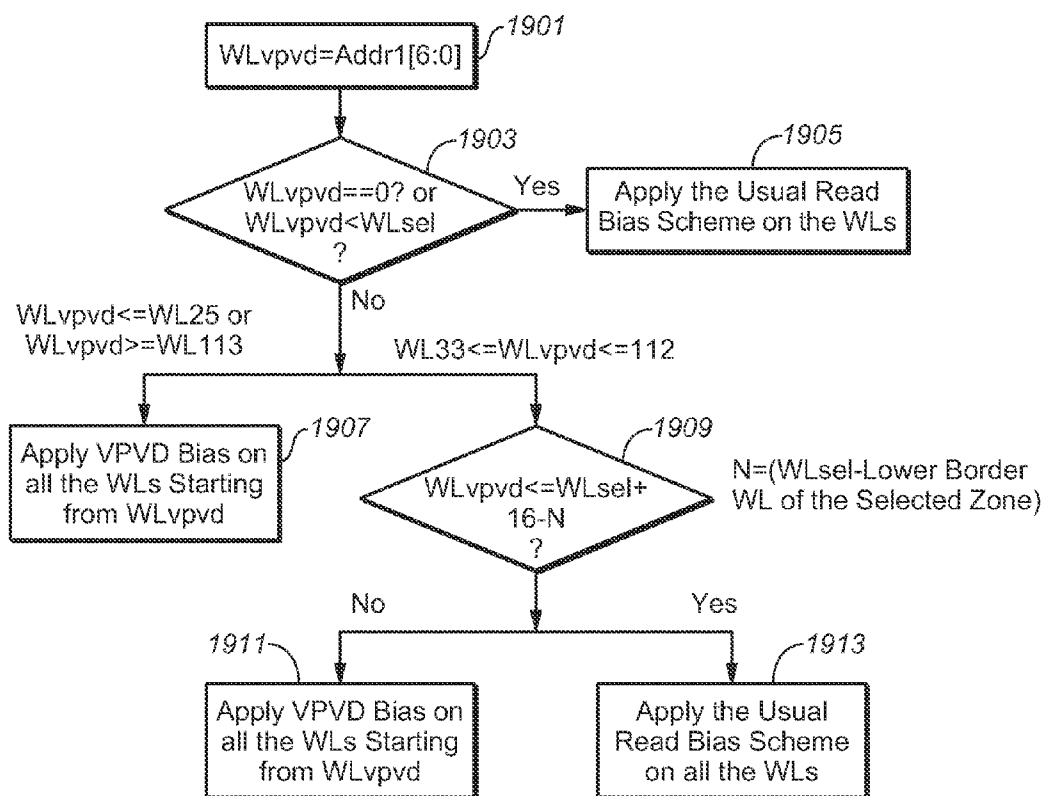 1901
WLvpvd=Addr1[6:0]
1903
WLvpvd==0? or
WLvpvd<WLsel
?
Yes
1905
Apply the Usual Read
Bias Scheme on the WLs
No
WLvpvd<=WL25 or
WLvpvd>=WL113
WL33<=WLvpvd<=112
1907
Apply VPVD Bias on
all the WLs Starting
from WLvpvd
1909
WLvpvd<=WLsel+
16-N
?
N=(WLsel-Lower Border
WL of the Selected Zone)
No
Yes
1911
Apply VPVD Bias on
all the WLs Starting
from WLvpvd
1913
Apply the Usual
Read Bias Scheme
on all the WLs